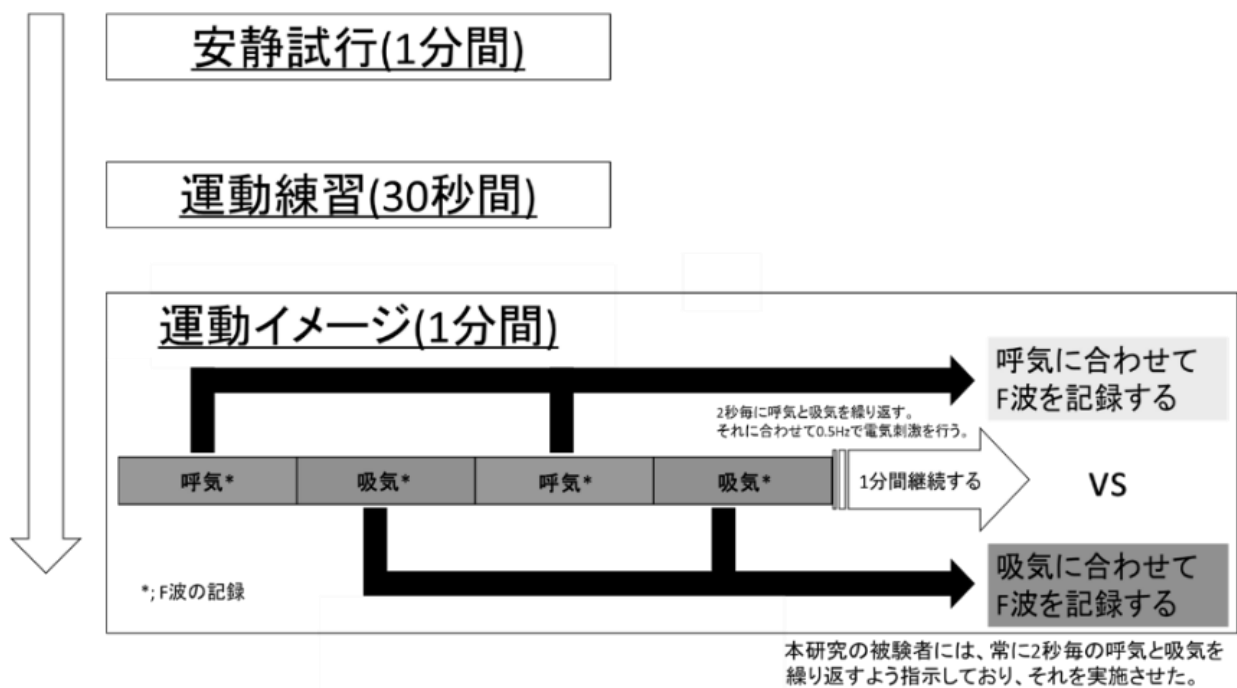 安静試行(1分間)
運動練習(30秒間)
運動イメージ(1分間)
呼気に合わせて
F波を記録する
2秒毎に呼気と吸気を繰り返す。
それに合わせて0.5Hzで電気刺激を行う。
呼気* 吸気* 呼気* 吸気* 1分間継続する
VS
吸気に合わせて
F波を記録する
*; F波の記録
本研究の被験者には、常に2秒毎の呼気と吸気を
繰り返すよう指示しており、それを実施させた。